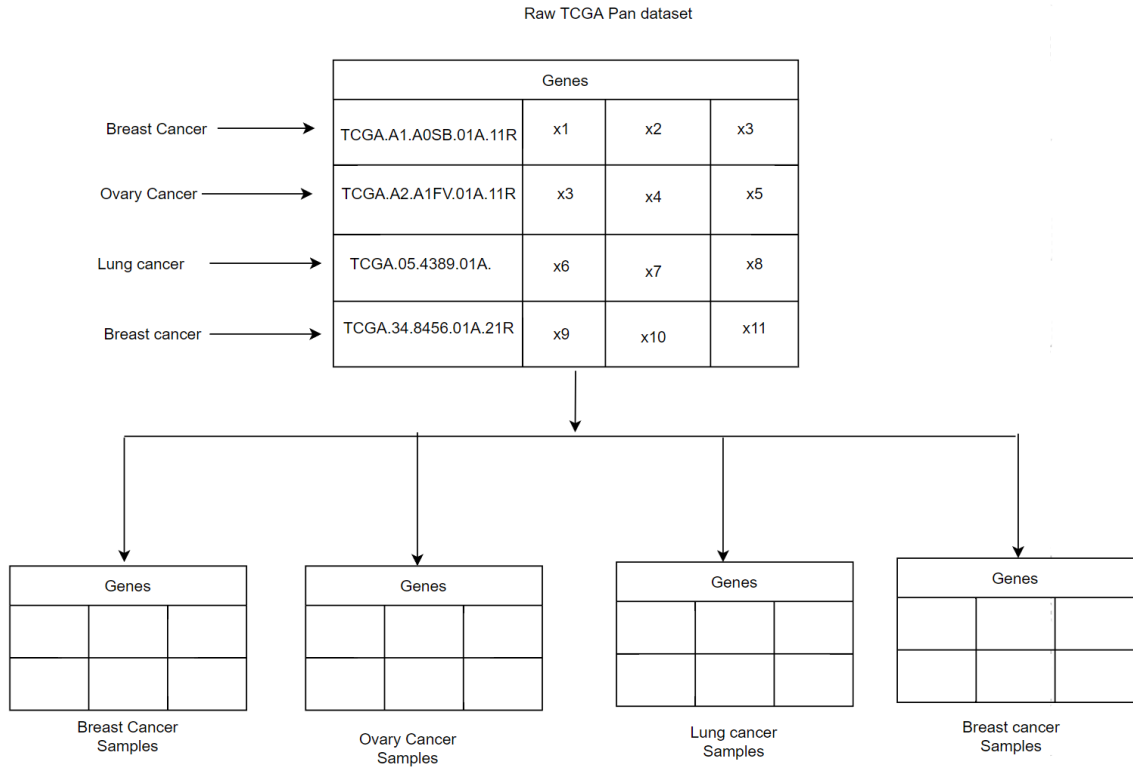 Raw TCGA Pan dataset
Genes
Breast Cancer TCGA.A1.A0SB.01A.11R x1 x2 x3
Ovary Cancer TCGA.A2.A1FV.01A.11R x3 x4 x5
Lung cancer TCGA.05.4389.01A. x6 x7 x8
Breast cancer TCGA.34.8456.01A.21R x9 x10 x11
Genes Genes Genes Genes
Breast Cancer
Samples
Ovary Cancer
Samples
Lung cancer
Samples
Breast cancer
Samples